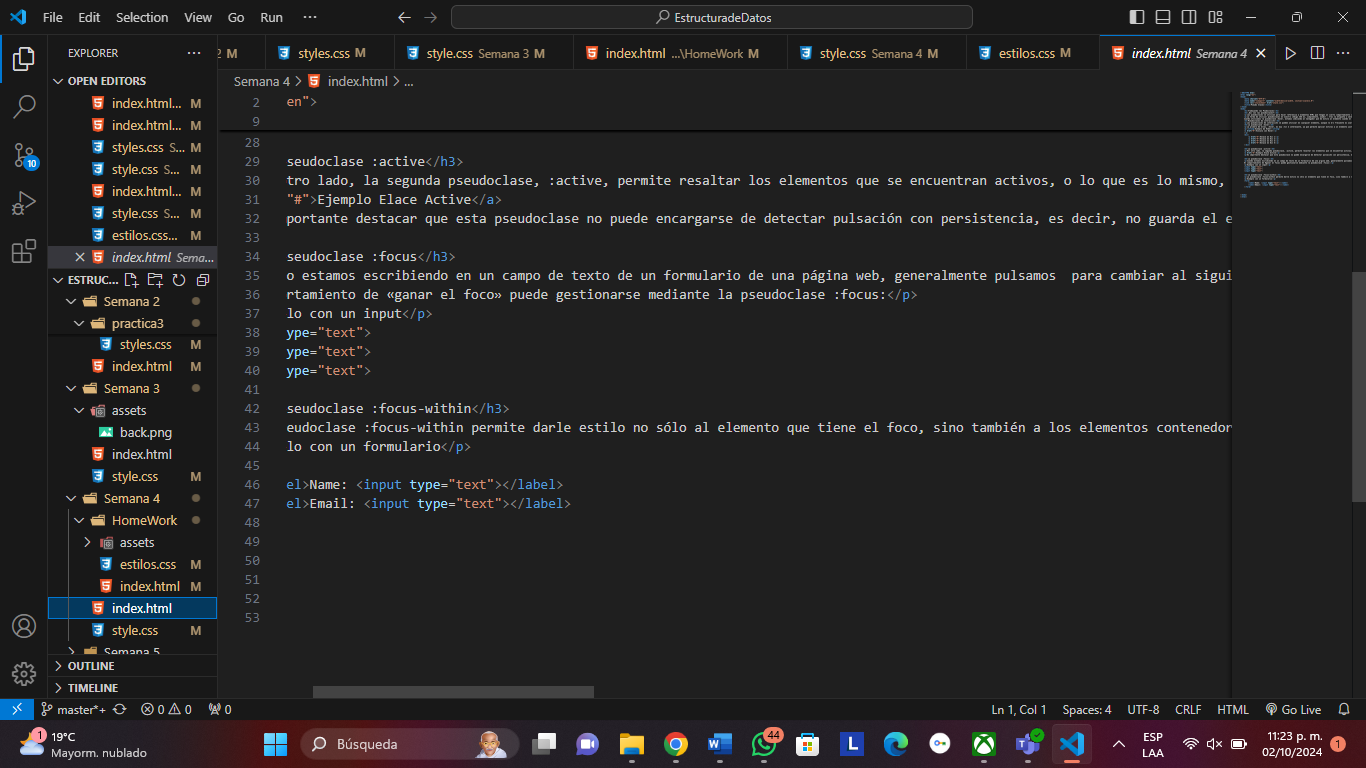 File Edit Selection View Go Run ···
EstructuradeDatos
EXPLORER ···
2 M
styles.css M
style.css Semana 3 M
index.html ...\HomeWork M
style.css Semana 4 M
estilos.css M
index.html Semana 4
OPEN EDITORS
index.html... M
index.html... M
styles.css S... M
style.css S... M
index.html... M
style.css S... M
estilos.css... M
index.html Sema...
ESTRUC...
Semana 2
practica3
styles.css M
index.html M
Semana 3
assets
back.png
index.html
style.css M
Semana 4
HomeWork
assets
estilos.css M
index.html M
index.html
style.css M
Semana 5
OUTLINE
TIMELINE
10
Semana 4 > index.html > ...
2 en">
9
28
29 seudoclase :active</h3>
30 tro lado, la segunda pseudoclase, :active, permite resaltar los elementos que se encuentran activos, o lo que es lo mismo,
31 "#">Ejemplo Elace Active</a>
32 portante destacar que esta pseudoclase no puede encargarse de detectar pulsación con persistencia, es decir, no guarda el e
33
34 seudoclase :focus</h3>
35 o estamos escribiendo en un campo de texto de un formulario de una página web, generalmente pulsamos  para cambiar al sigui
36 rtamiento de «ganar el foco» puede gestionarse mediante la pseudoclase :focus:</p>
37 lo con un input</p>
38 ype="text">
39 ype="text">
40 ype="text">
41
42 seudoclase :focus-within</h3>
43 eudoclase :focus-within permite darle estilo no sólo al elemento que tiene el foco, sino también a los elementos contenedor
44 lo con un formulario</p>
45
46 el>Name: <input type="text"></label>
47 el>Email: <input type="text"></label>
48
49
50
51
52
53
master*+ 0 0 0
Ln 1, Col 1 Spaces: 4 UTF-8 CRLF HTML Go Live
1 19°C
Mayorm. nublado
Búsqueda
44
L
ESP
LAA
11:23 p. m.
02/10/2024
1